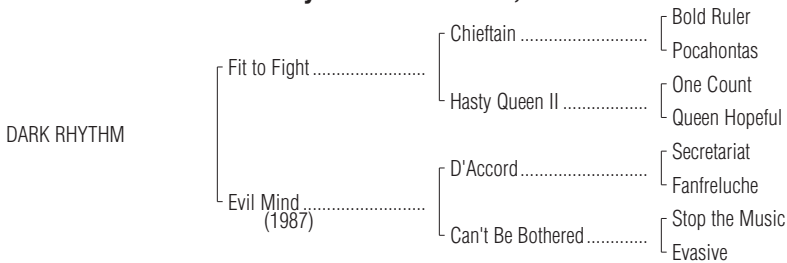 Bold Ruler
Chieftain
Pocahontas
Fit to Fight
One Count
Hasty Queen II
Queen Hopeful
DARK RHYTHM
Secretariat
D'Accord
Fanfreluche
Evil Mind
(1987)
Stop the Music
Can't Be Bothered
Evasive